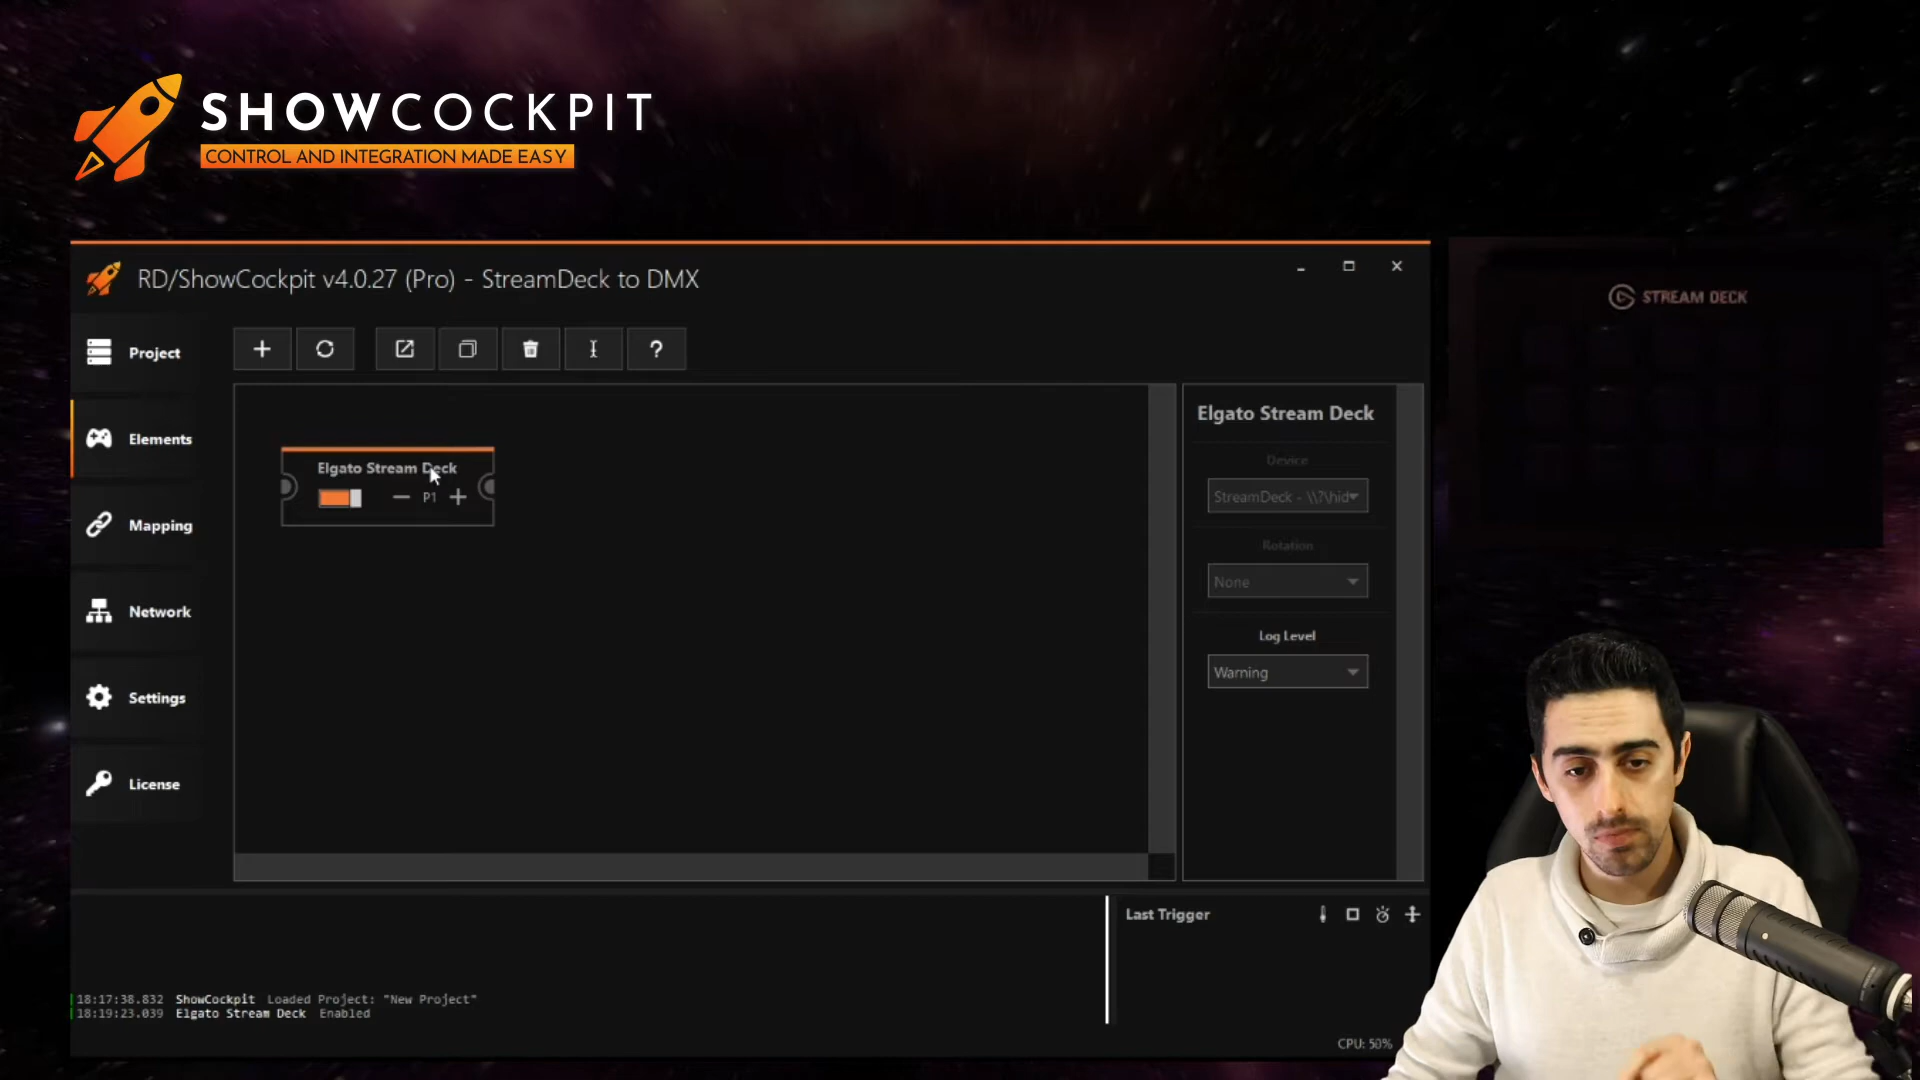 SHOWCOCKPIT
CONTROL AND INTEGRATION MADE EASY
RD/ShowCockpit v4.0.27 (Pro) - StreamDeck to DMX
STREAM DECK
Project
Elements
Mapping
Network
Settings
License
Elgato Stream Deck
P1
Elgato Stream Deck
Device
StreamDeck - \\?\hid
Rotation
None
Log Level
Warning
Last Trigger
18:17:38.832 ShowCockpit Loaded Project: "New Project"
18:19:23.039 Elgato Stream Deck Enabled
CPU: 50%